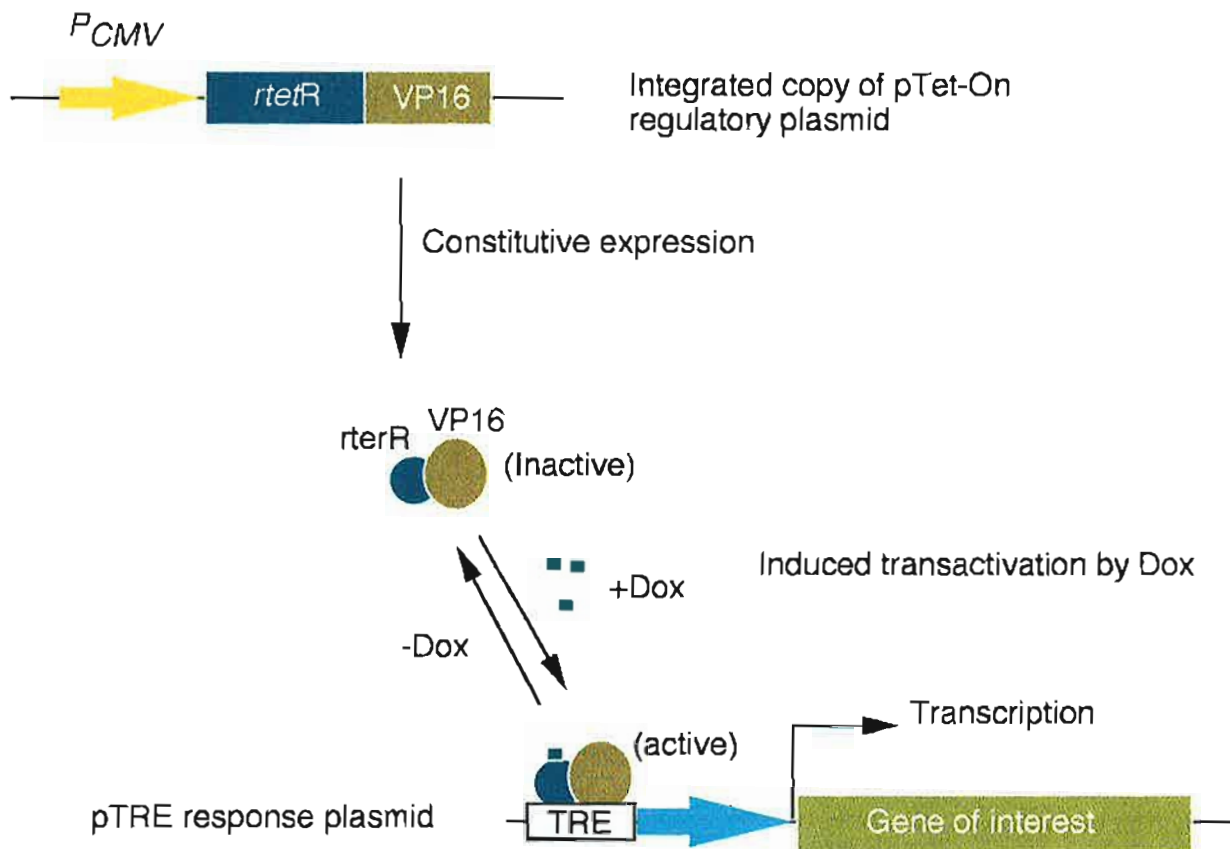 PCMV
rtetR
VP16
Integrated copy of pTet-On
regulatory plasmid
Constitutive expression
VP16
rterR
(Inactive)
Induced transactivation by Dox
+Dox
-Dox
Transcription
(active)
pTRE response plasmid
TRE
Gene of interest